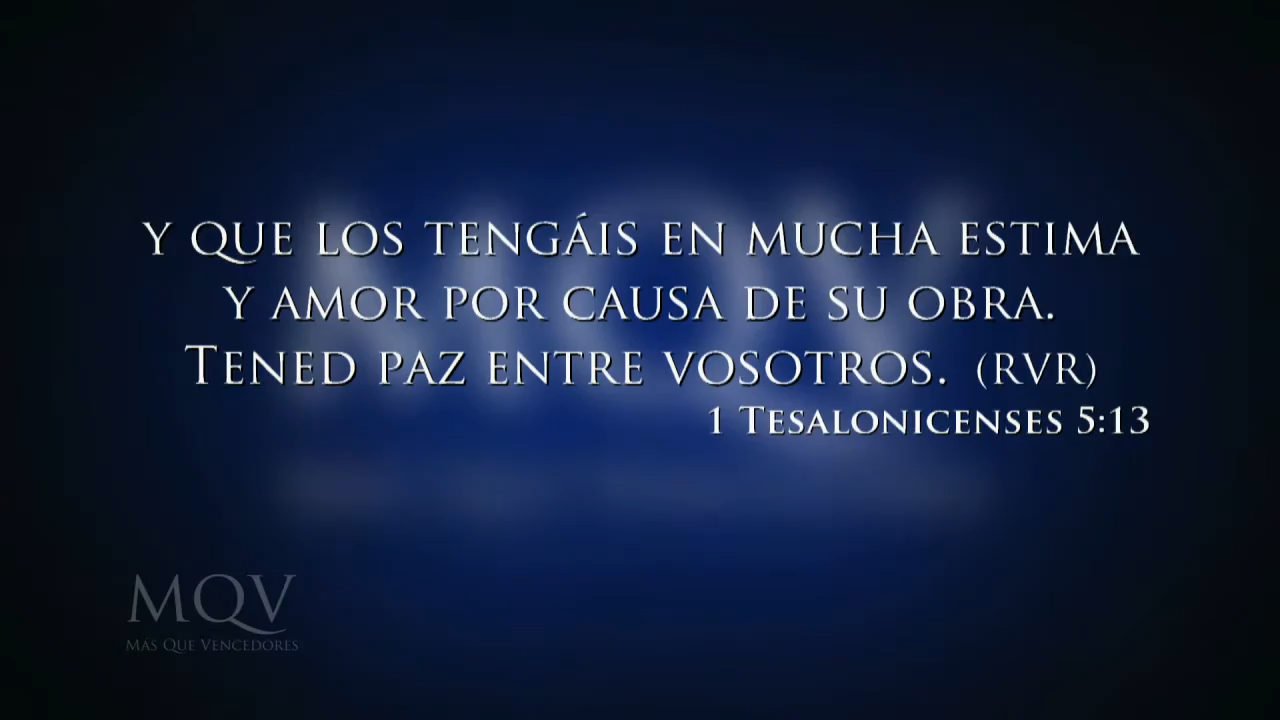 Y QUE LOS TENGÁIS EN MUCHA ESTIMA
Y AMOR POR CAUSA DE SU OBRA.
TENED PAZ ENTRE VOSOTROS. (RVR)
1 TESALONICENSES 5:13
MQV
MÁS QUE VENCEDORES